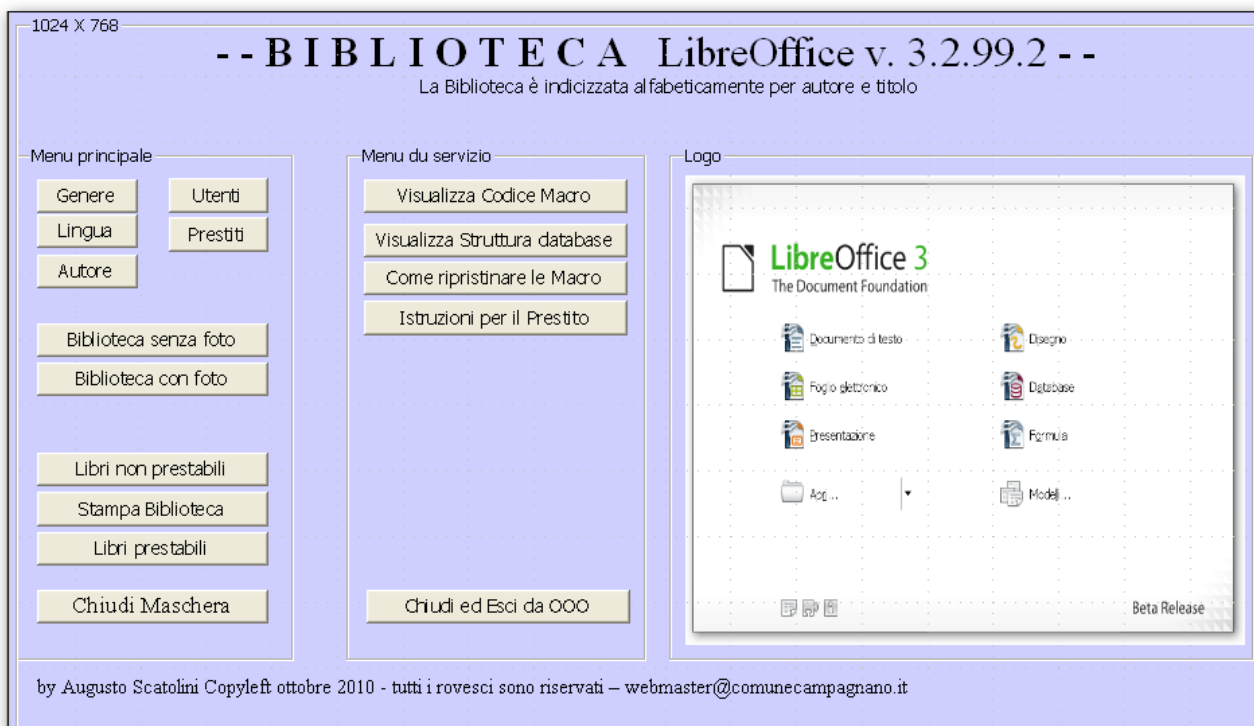 1024 X 768
- - B I B L I O T E C A LibreOffice v. 3.2.99.2 - -
La Biblioteca è indicizzata alfabeticamente per autore e titolo
Menu principale
Genere
Utenti
Lingua
Prestiti
Autore
Biblioteca senza foto
Biblioteca con foto
Libri non prestabili
Stampa Biblioteca
Libri prestabili
Chiudi Maschera
Menu du servizio
Visualizza Codice Macro
Visualizza Struttura database
Come ripristinare le Macro
Istruzioni per il Prestito
Chiudi ed Esci da OOO
Logo
LibreOffice 3
The Document Foundation
Documento di testo
Disegno
Foglio elettronico
Database
Presentazione
Formula
Apri ...
Modelli ...
Beta Release
by Augusto Scatolini Copyleft ottobre 2010 - tutti i rovesci sono riservati – webmaster@comunecampagnano.it